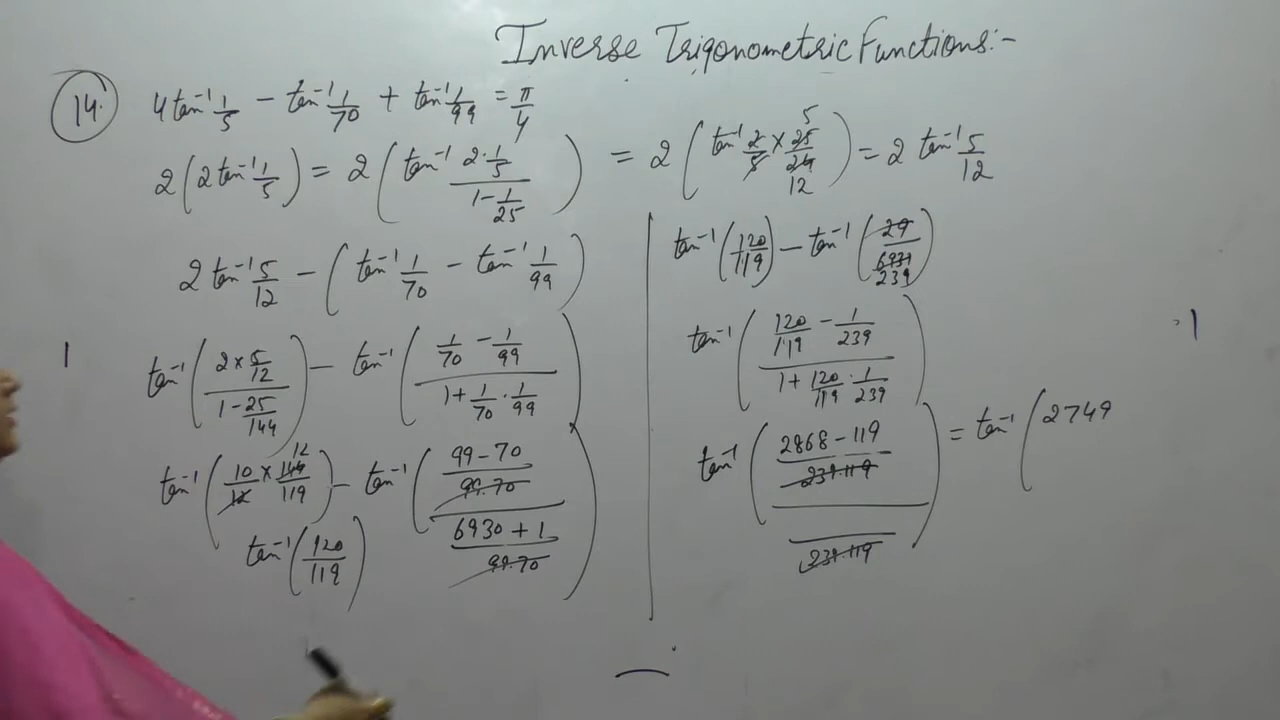 Inverse Trigonometric Functions:-
14. 4 tan⁻¹ 1/5 − tan⁻¹ 1/70 + tan⁻¹ 1/99 = π/4
2(2 tan⁻¹ 1/5) = 2(tan⁻¹ (2·1/5)/(1 − 1/25)) = 2(tan⁻¹ 2/5 × 25/24 5 12) = 2 tan⁻¹ 5/12
2 tan⁻¹ 5/12 − (tan⁻¹ 1/70 − tan⁻¹ 1/99)
tan⁻¹((2 × 5/12)/(1 − 25/144)) − tan⁻¹((1/70 − 1/99)/(1 + 1/70 · 1/99))
tan⁻¹(10/12 × 144/119 12) − tan⁻¹(((99 − 70)/(99.70))/((6930 + 1)/(99.70)))
tan⁻¹(120/119)
tan⁻¹(120/119) − tan⁻¹(29/6931 239)
tan⁻¹((120/119 − 1/239)/(1 + 120/119 · 1/239))
tan⁻¹(((2868 − 119)/(239.119))/( /(239.119))) = tan⁻¹(2749